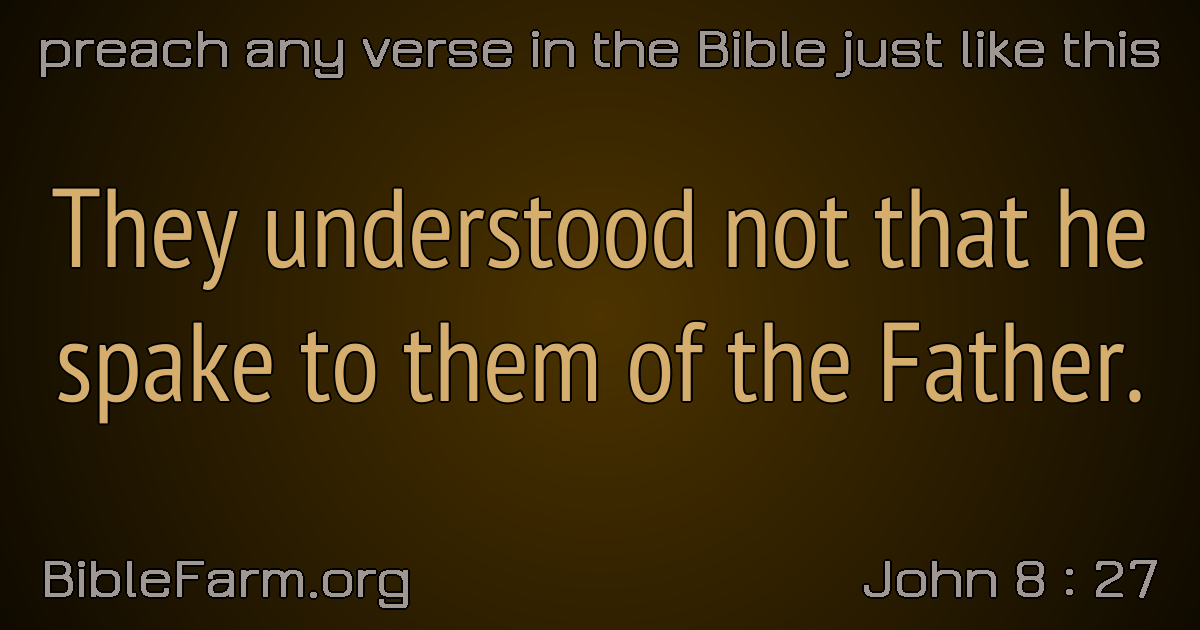 preach any verse in the Bible just like this
They understood not that he
spake to them of the Father.
BibleFarm.org
John 8 : 27